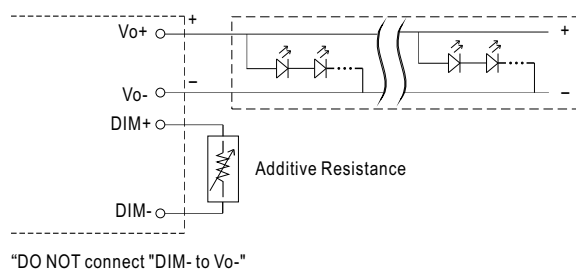 Vo+
+
+
−
Vo-
−
DIM+
Additive Resistance
DIM-
"DO NOT connect "DIM- to Vo-"